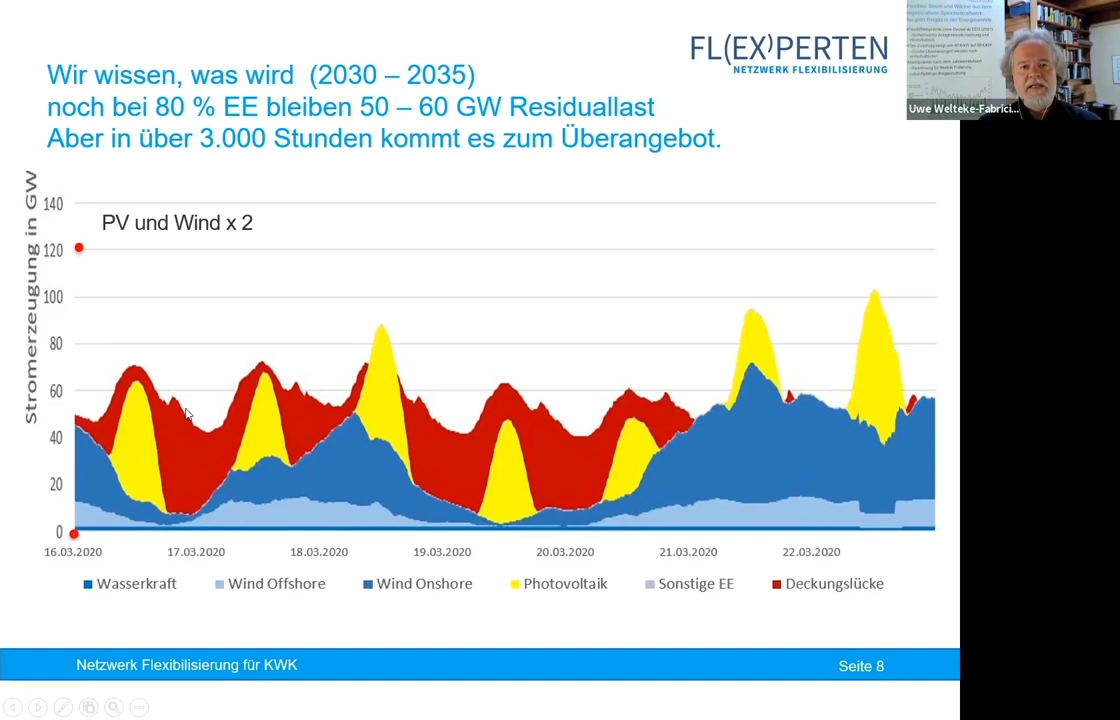 Wir wissen, was wird (2030 – 2035)
noch bei 80 % EE bleiben 50 – 60 GW Residuallast
Aber in über 3.000 Stunden kommt es zum Überangebot.
FL(EX)PERTEN
NETZWERK FLEXIBILISIERUNG
Uwe Welteke-Fabrici...
Stromerzeugung in GW
PV und Wind x 2
140
120
100
80
60
40
20
0
16.03.2020 17.03.2020 18.03.2020 19.03.2020 20.03.2020 21.03.2020 22.03.2020
Wasserkraft Wind Offshore Wind Onshore Photovoltaik Sonstige EE Deckungslücke
Netzwerk Flexibilisierung für KWK Seite 8